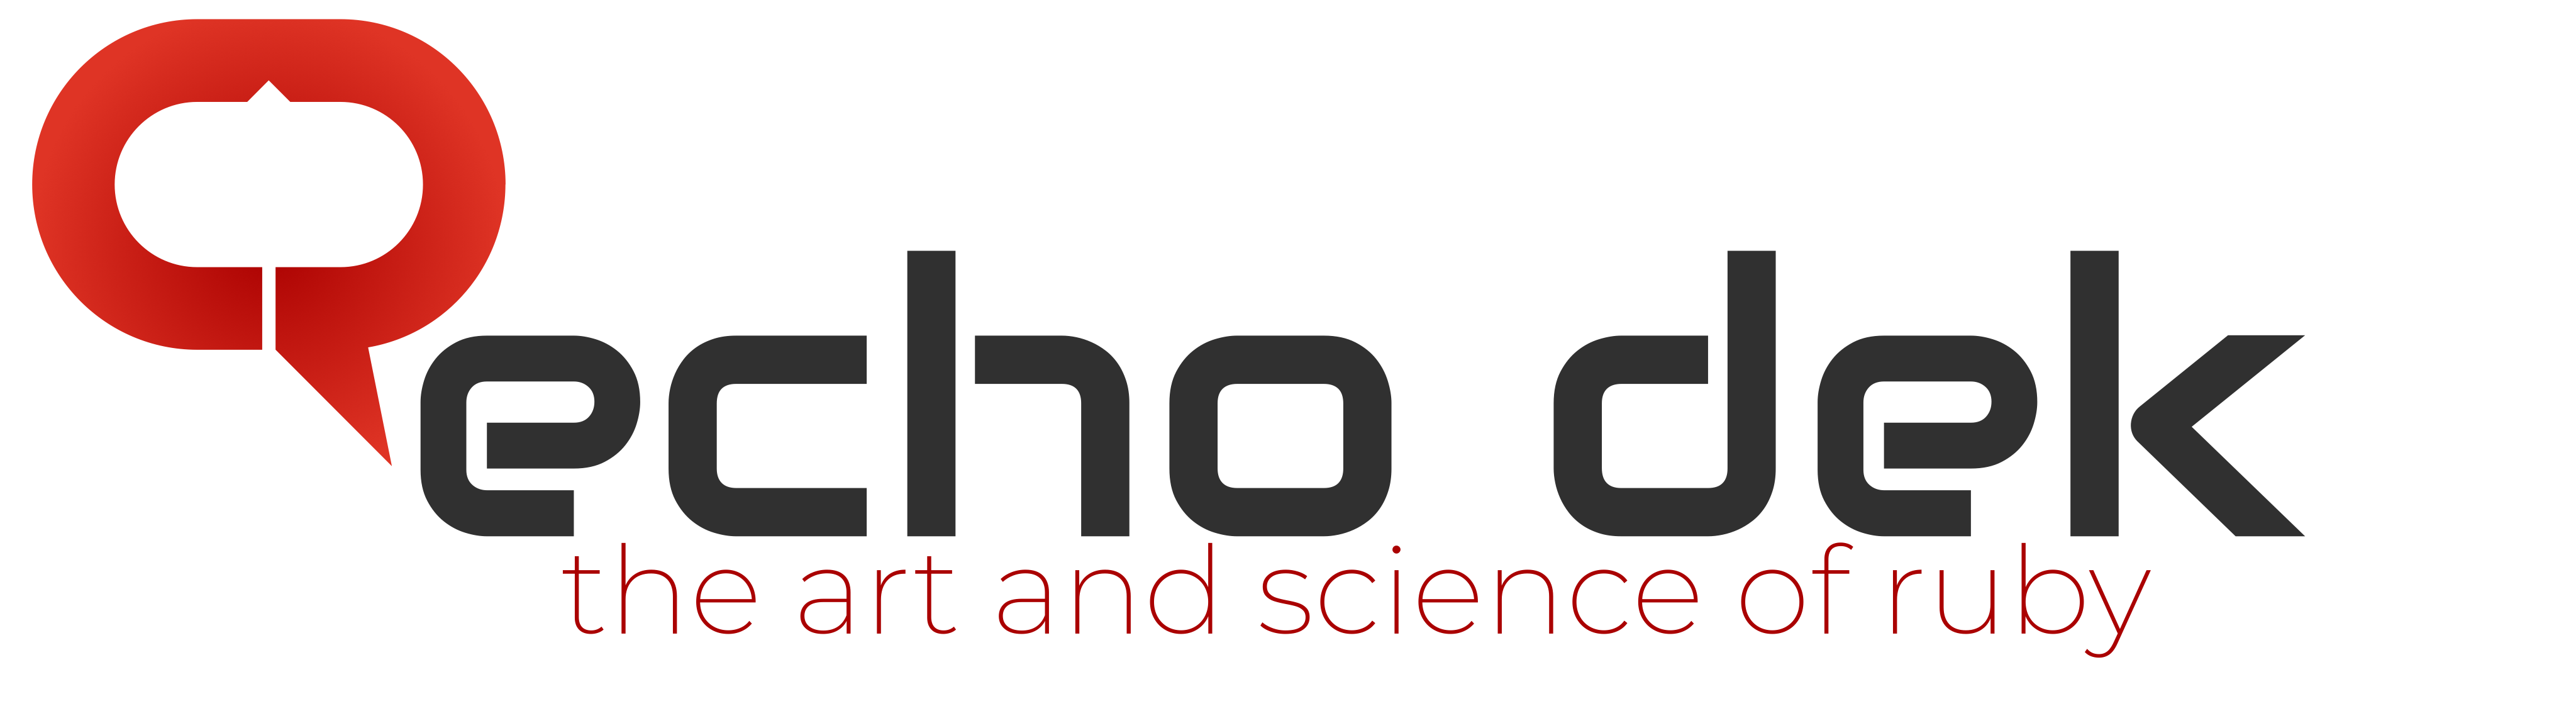 echo dek
the art and science of ruby